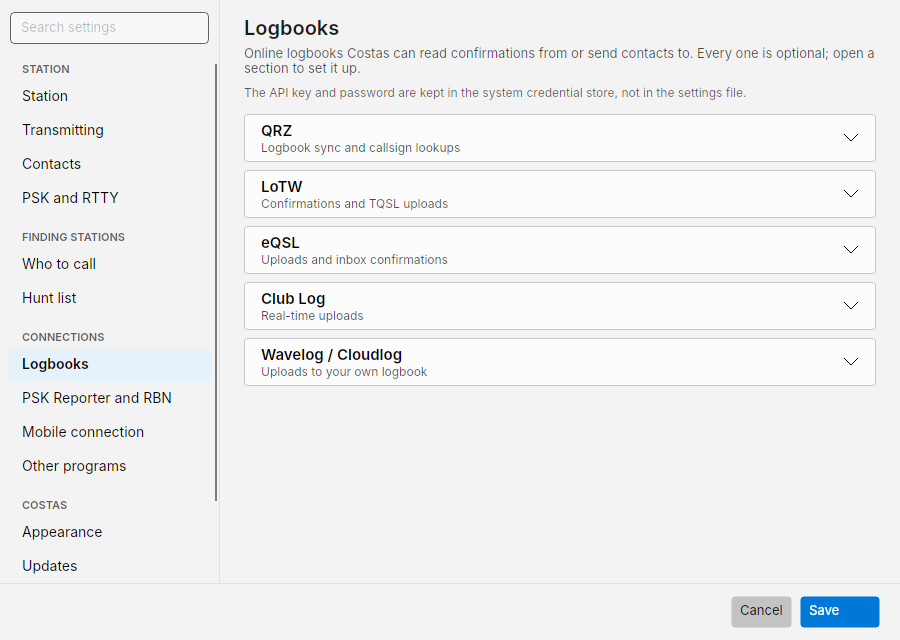 Search settings
STATION
Station
Transmitting
Contacts
PSK and RTTY
FINDING STATIONS
Who to call
Hunt list
CONNECTIONS
Logbooks
PSK Reporter and RBN
Mobile connection
Other programs
COSTAS
Appearance
Updates
Logbooks
Online logbooks Costas can read confirmations from or send contacts to. Every one is optional; open a
section to set it up.
The API key and password are kept in the system credential store, not in the settings file.
QRZ
Logbook sync and callsign lookups
LoTW
Confirmations and TQSL uploads
eQSL
Uploads and inbox confirmations
Club Log
Real-time uploads
Wavelog / Cloudlog
Uploads to your own logbook
Cancel
Save